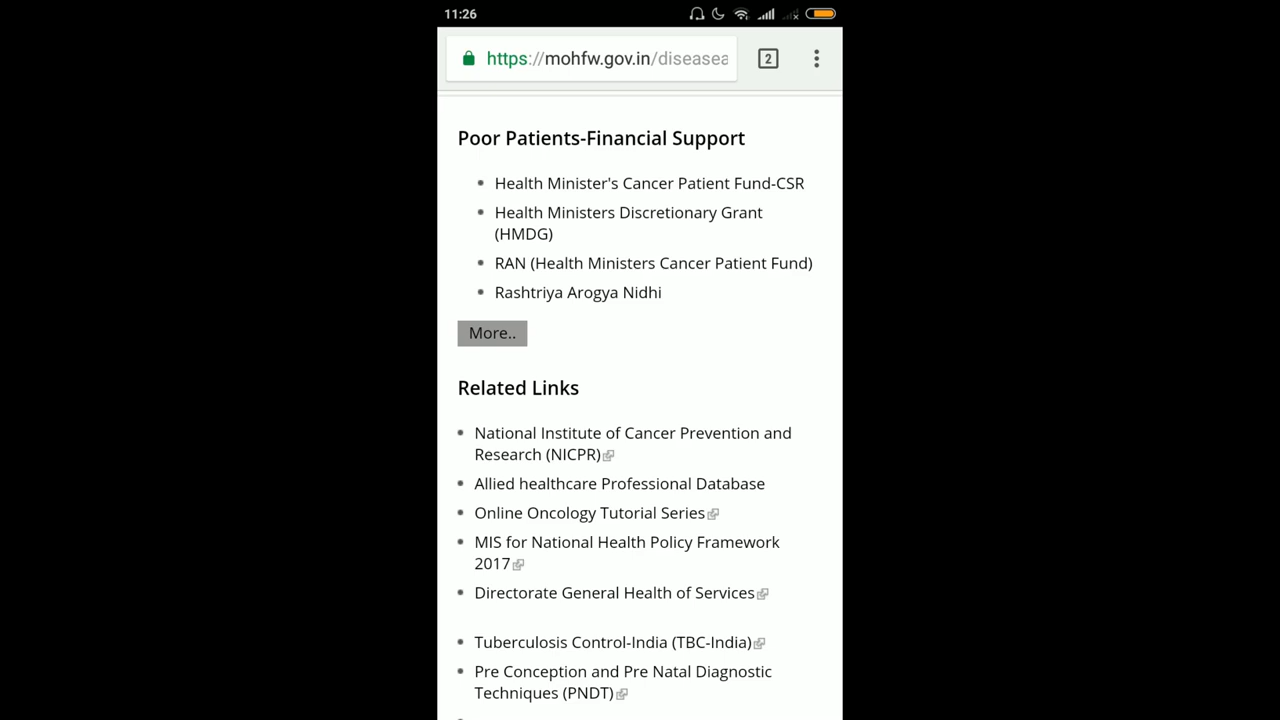 11:26
https://mohfw.gov.in/diseasea
2
Poor Patients-Financial Support
Health Minister's Cancer Patient Fund-CSR
Health Ministers Discretionary Grant
(HMDG)
RAN (Health Ministers Cancer Patient Fund)
Rashtriya Arogya Nidhi
More..
Related Links
National Institute of Cancer Prevention and
Research (NICPR)
Allied healthcare Professional Database
Online Oncology Tutorial Series
MIS for National Health Policy Framework
2017
Directorate General Health of Services
Tuberculosis Control-India (TBC-India)
Pre Conception and Pre Natal Diagnostic
Techniques (PNDT)